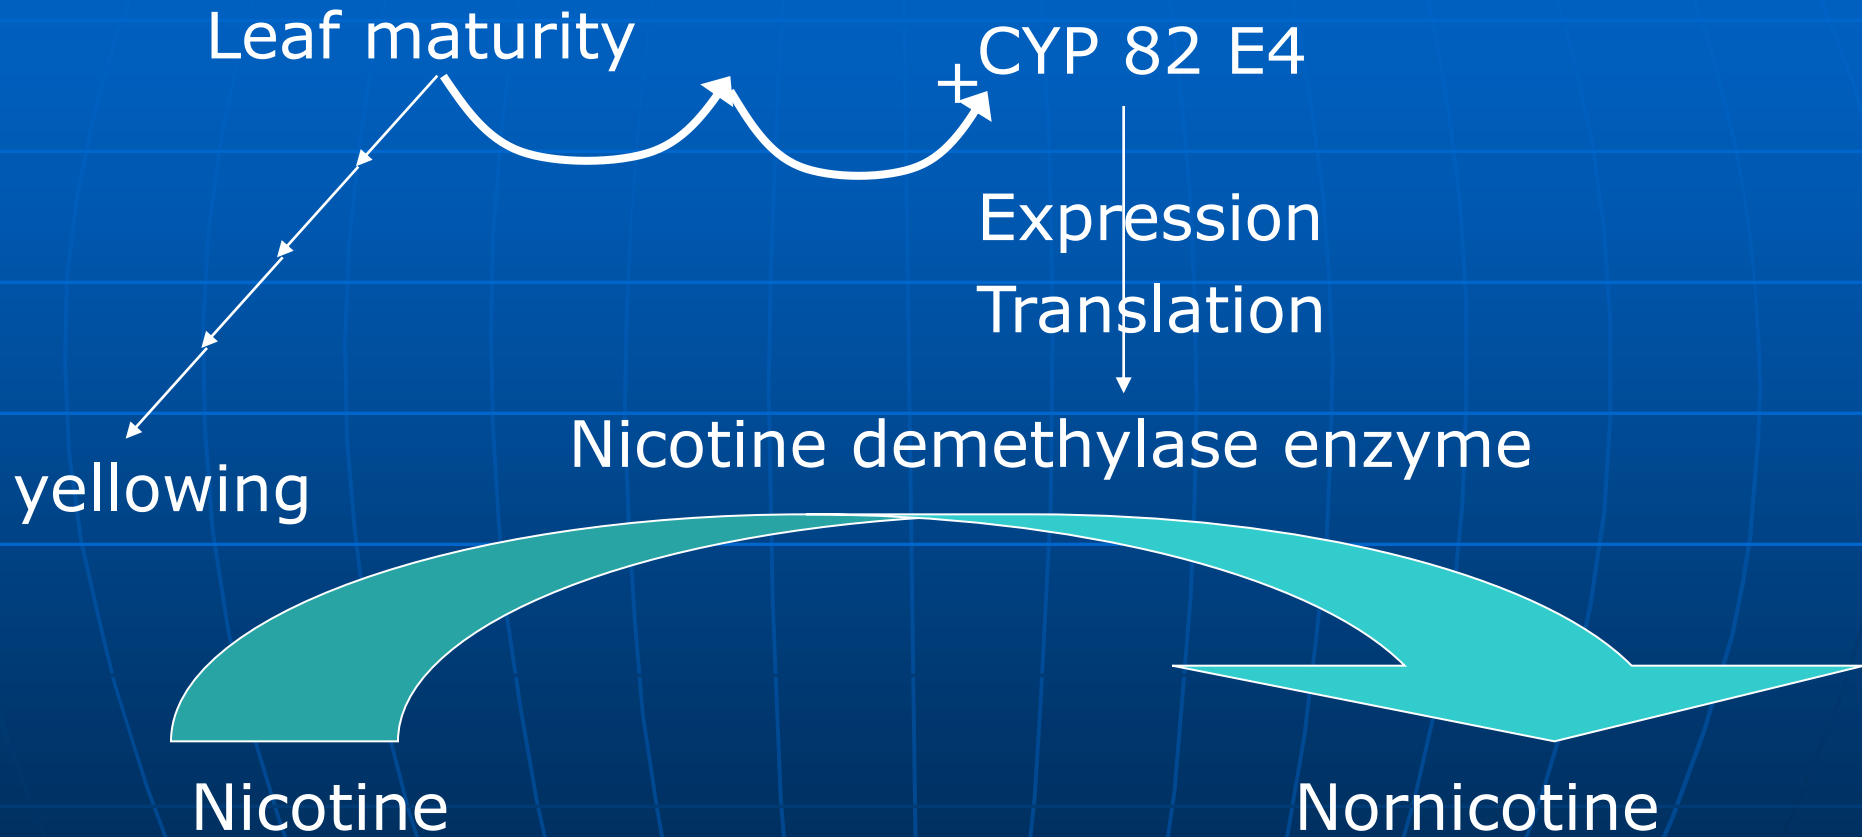 Leaf maturity
+CYP 82 E4
Expression
Translation
Nicotine demethylase enzyme
yellowing
Nicotine
Nornicotine